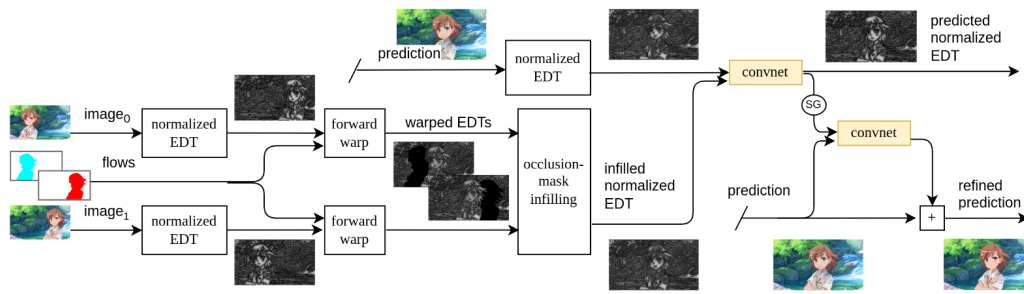 prediction
normalized
EDT
convnet
predicted
normalized
EDT
SG
convnet
image0
normalized
EDT
forward
warp
warped EDTs
flows
occlusion-
mask
infilling
infilled
normalized
EDT
image1
normalized
EDT
forward
warp
prediction
+
refined
prediction